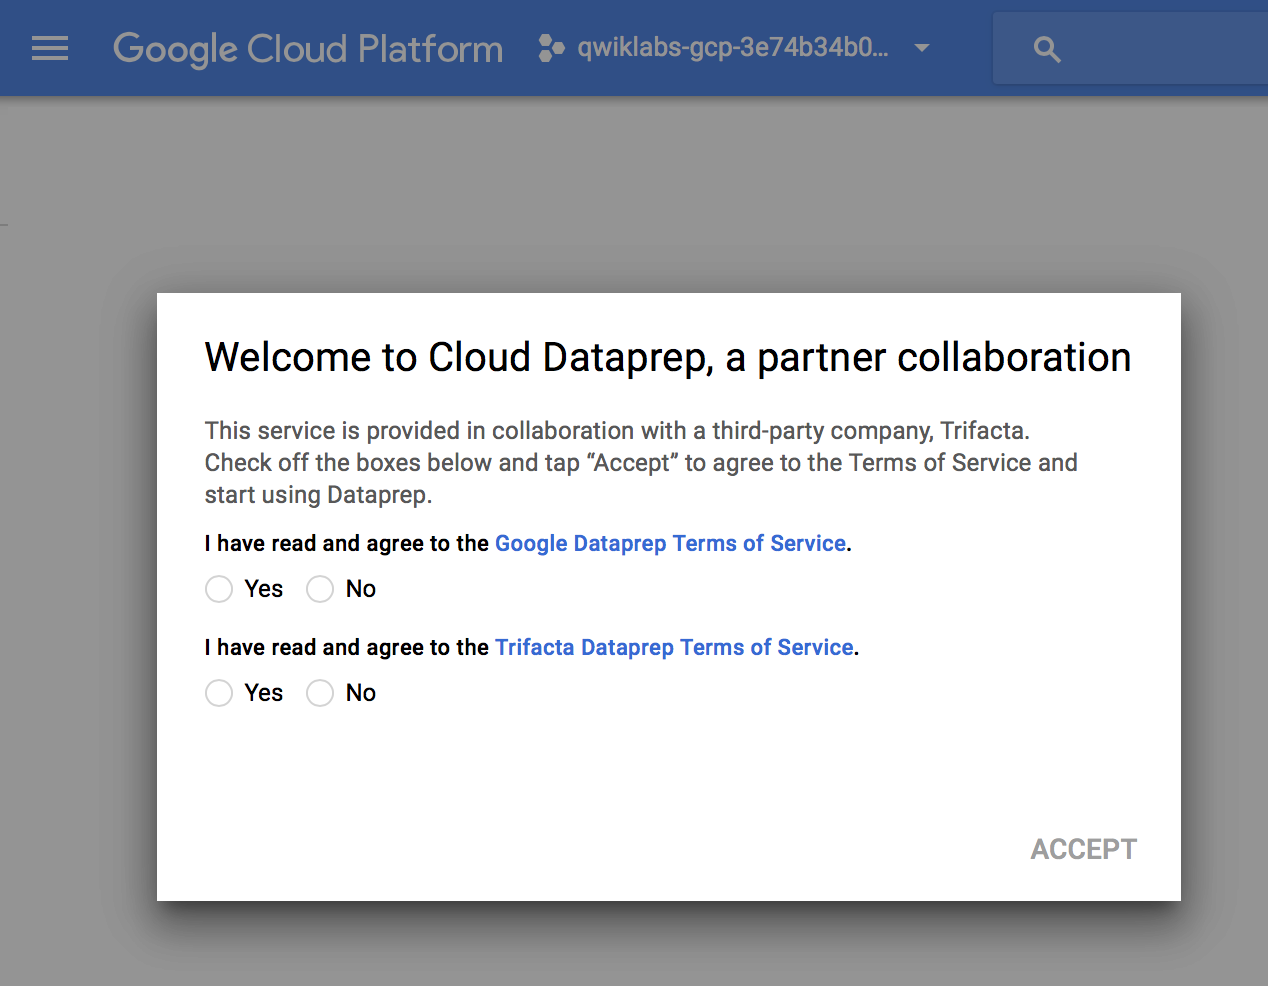 Google Cloud Platform
qwiklabs-gcp-3e74b34b0...
Welcome to Cloud Dataprep, a partner collaboration
This service is provided in collaboration with a third-party company, Trifacta.
Check off the boxes below and tap “Accept” to agree to the Terms of Service and
start using Dataprep.
I have read and agree to the Google Dataprep Terms of Service.
Yes No
I have read and agree to the Trifacta Dataprep Terms of Service.
Yes No
ACCEPT